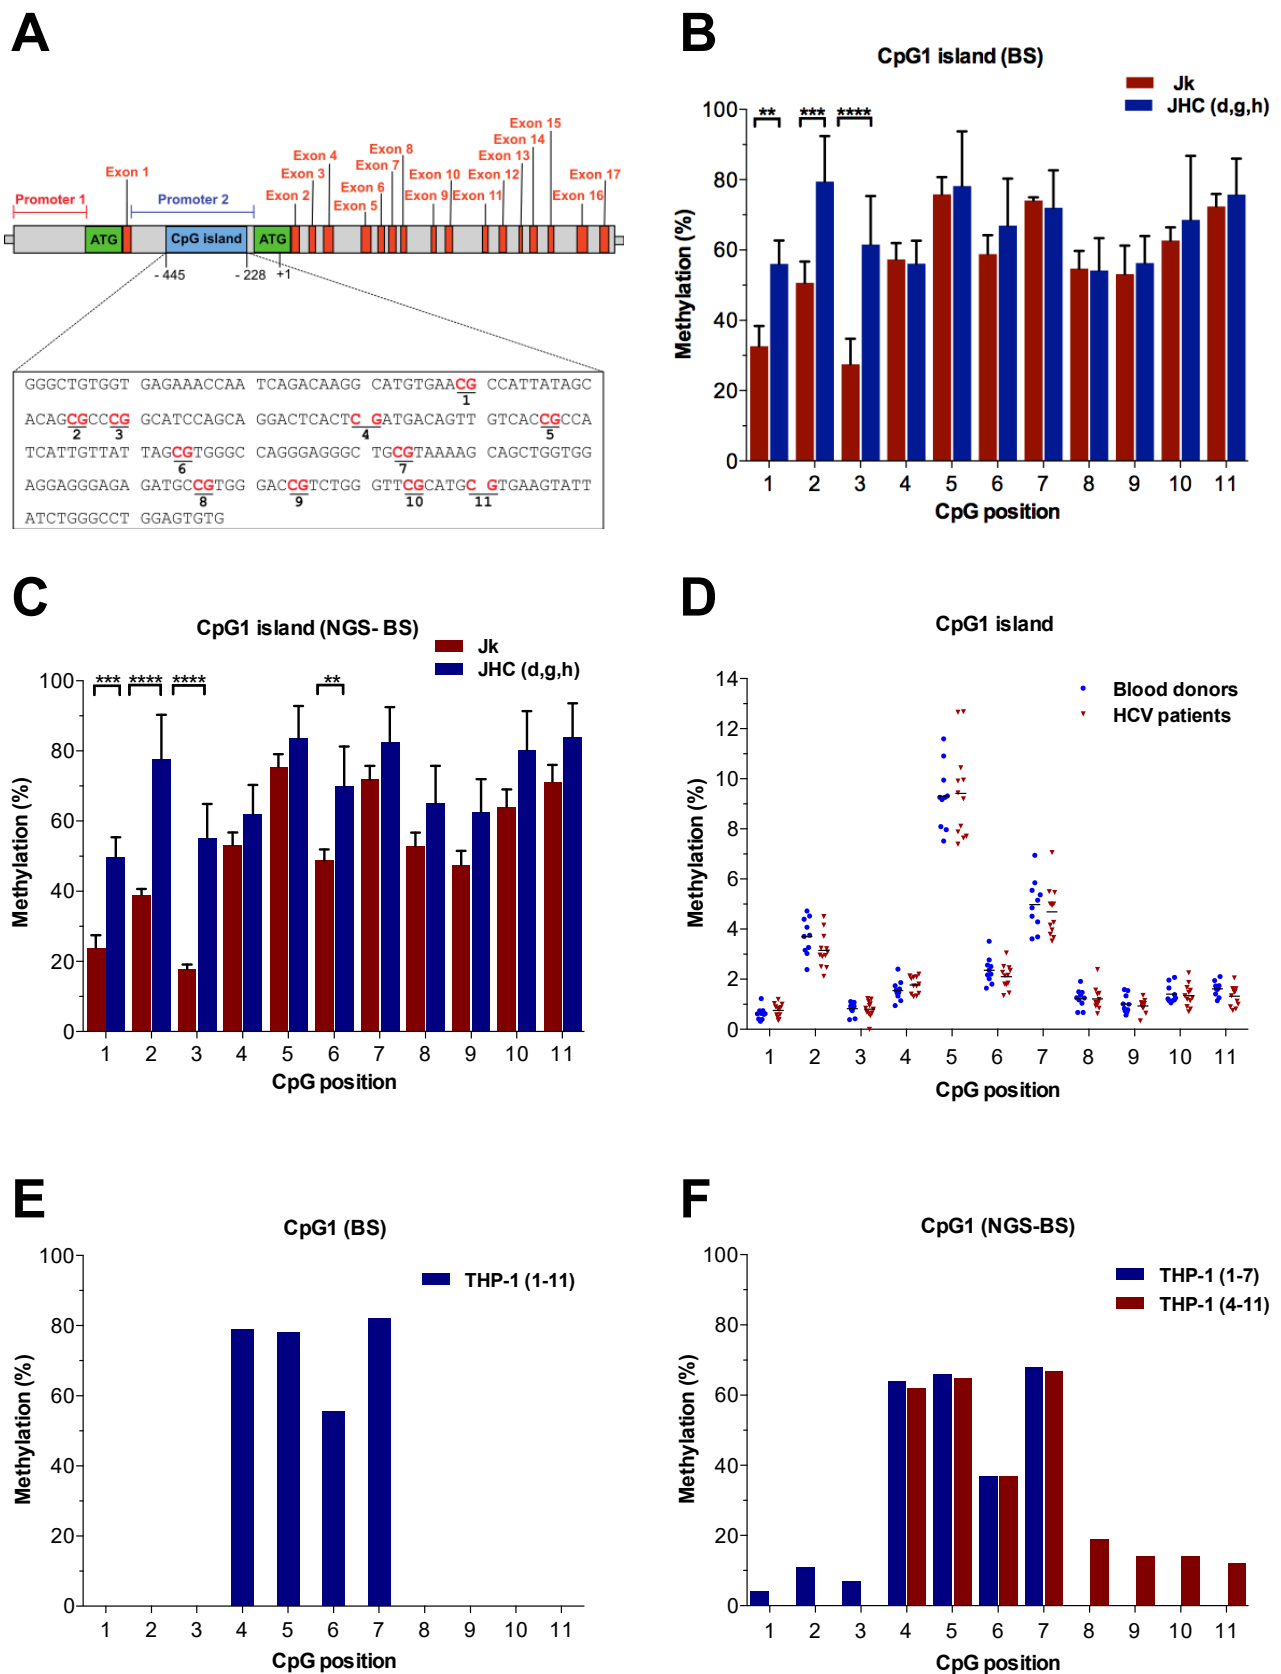 A
Exon 15
Exon 14
Exon 8
Exon 4
Exon 13
Exon 7
Exon 1
Exon 3
Exon 10
Exon 12
Exon 17
Exon 6
Promoter 1
Promoter 2
Exon 2
Exon 5
Exon 9
Exon 11
Exon 16
ATG
CpG island
ATG
- 445
- 228
+1
GGGCTGTGGT GAGAAACCAA TCAGACAAGG CATGTGAACG CCATTATAGC
1
ACAGCGCCCG GCATCCAGCA GGACTCACTC GATGACAGTT GTCACCGCCA
2 3 4 5
TCATTGTTAT TAGCGTGGGC CAGGGAGGGC TGCGTAAAAG CAGCTGGTGG
6 7
AGGAGGGAGA GATGCCGTGG GACCGTCTGG GTTCGCATGC GTGAAGTATT
8 9 10 11
ATCTGGGCCT GGAGTGTG
B
CpG1 island (BS)
Jk
JHC (d,g,h)
** *** ****
100
80
60
40
20
0
Methylation (%)
1 2 3 4 5 6 7 8 9 10 11
CpG position
C
CpG1 island (NGS- BS)
Jk
JHC (d,g,h)
*** **** **** **
100
80
60
40
20
0
Methylation (%)
1 2 3 4 5 6 7 8 9 10 11
CpG position
D
CpG1 island
Blood donors
HCV patients
14
12
10
8
6
4
2
0
Methylation (%)
1 2 3 4 5 6 7 8 9 10 11
CpG position
E
CpG1 (BS)
THP-1 (1-11)
100
80
60
40
20
0
Methylation (%)
1 2 3 4 5 6 7 8 9 10 11
CpG position
F
CpG1 (NGS-BS)
THP-1 (1-7)
THP-1 (4-11)
100
80
60
40
20
0
Methylation (%)
1 2 3 4 5 6 7 8 9 10 11
CpG position